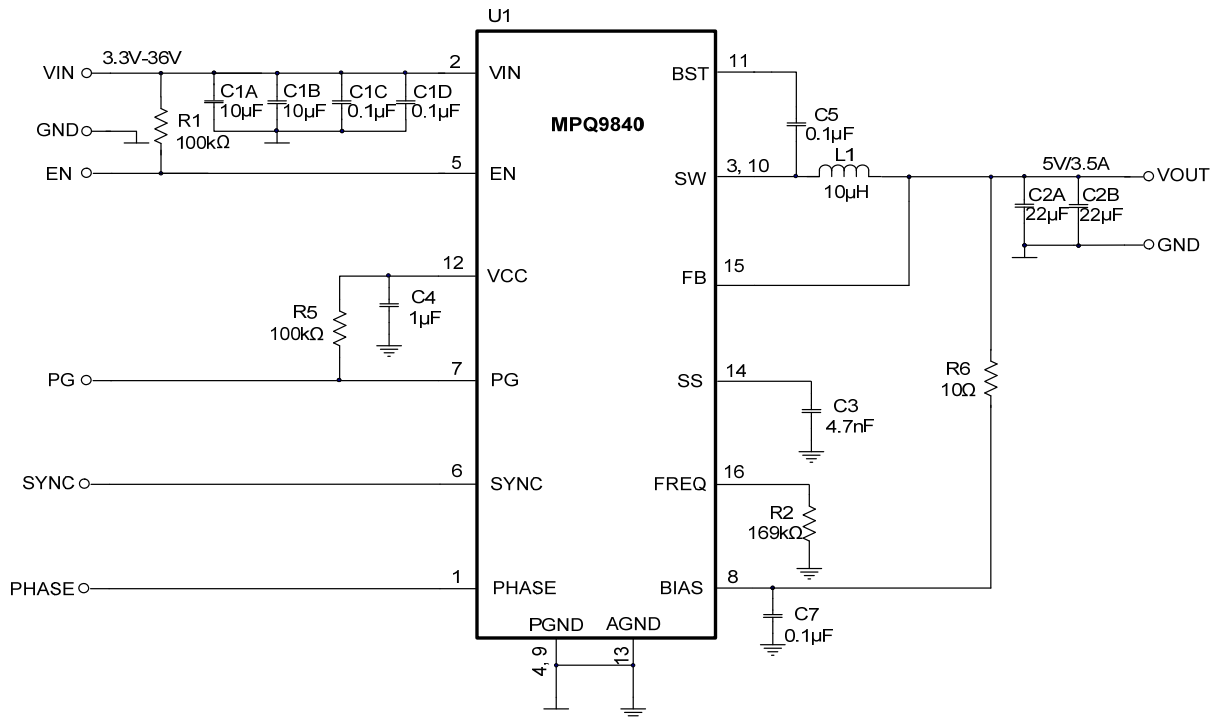 U1
VIN
3.3V-36V
2
VIN
C1A
10µF
C1B
10µF
C1C
0.1µF
C1D
0.1µF
GND
R1
100kΩ
EN
5
EN
MPQ9840
BST
11
C5
0.1µF
L1
10µH
SW
3, 10
5V/3.5A
VOUT
C2A
22µF
C2B
22µF
GND
FB
15
12
VCC
R5
100kΩ
C4
1µF
PG
7
PG
SS
14
C3
4.7nF
R6
10Ω
SYNC
6
SYNC
FREQ
16
R2
169kΩ
PHASE
1
PHASE
BIAS
8
C7
0.1µF
PGND
AGND
4, 9
13